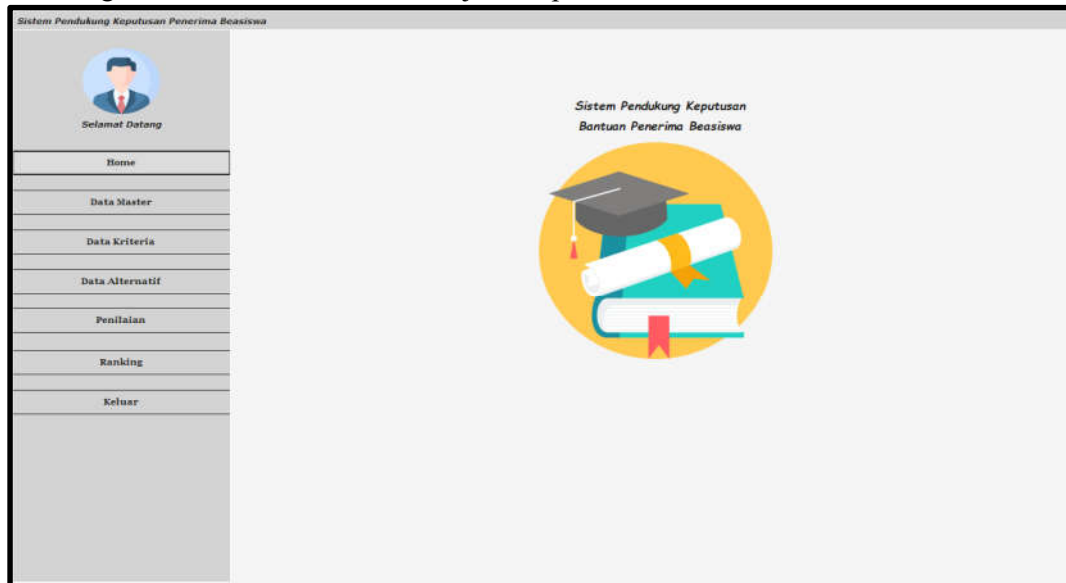 Sistem Pendukung Keputusan Penerima Beasiswa
Selamat Datang
Home
Data Master
Data Kriteria
Data Alternatif
Penilaian
Ranking
Keluar
Sistem Pendukung Keputusan
Bantuan Penerima Beasiswa